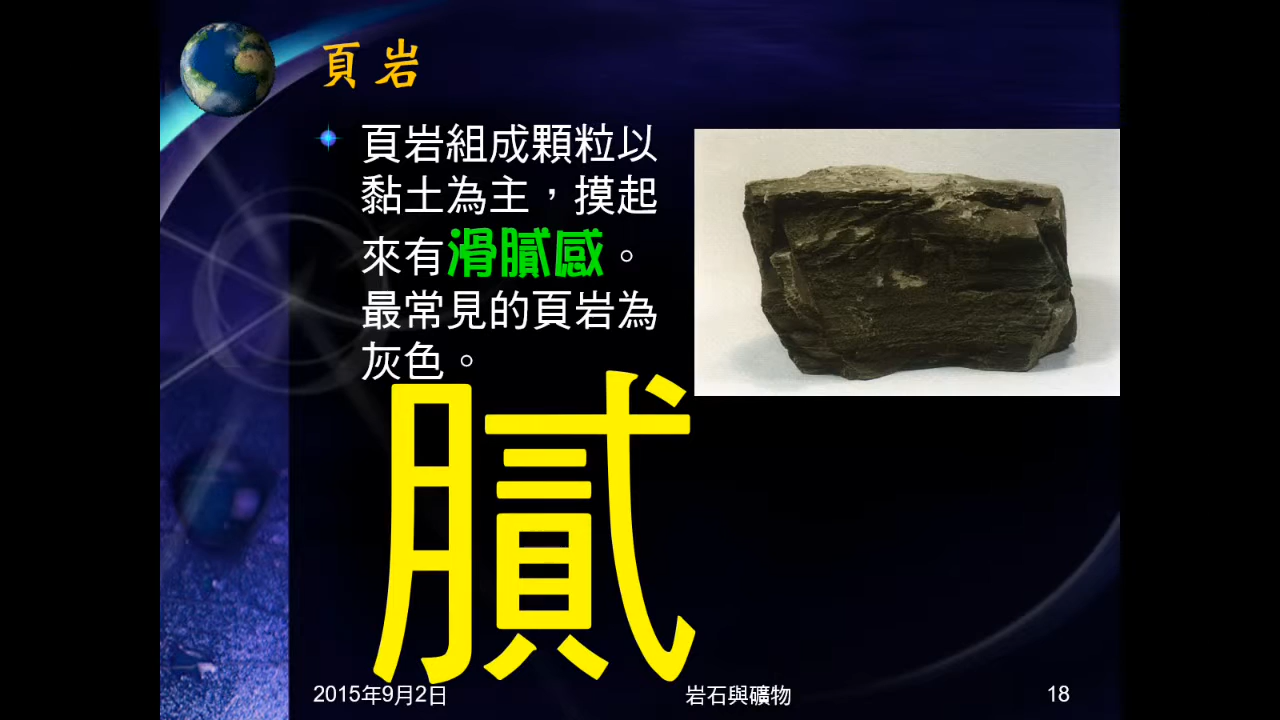 頁岩
頁岩組成顆粒以
黏土為主，摸起
來有滑膩感。
最常見的頁岩為
灰色。
膩
2015年9月2日
岩石與礦物
18